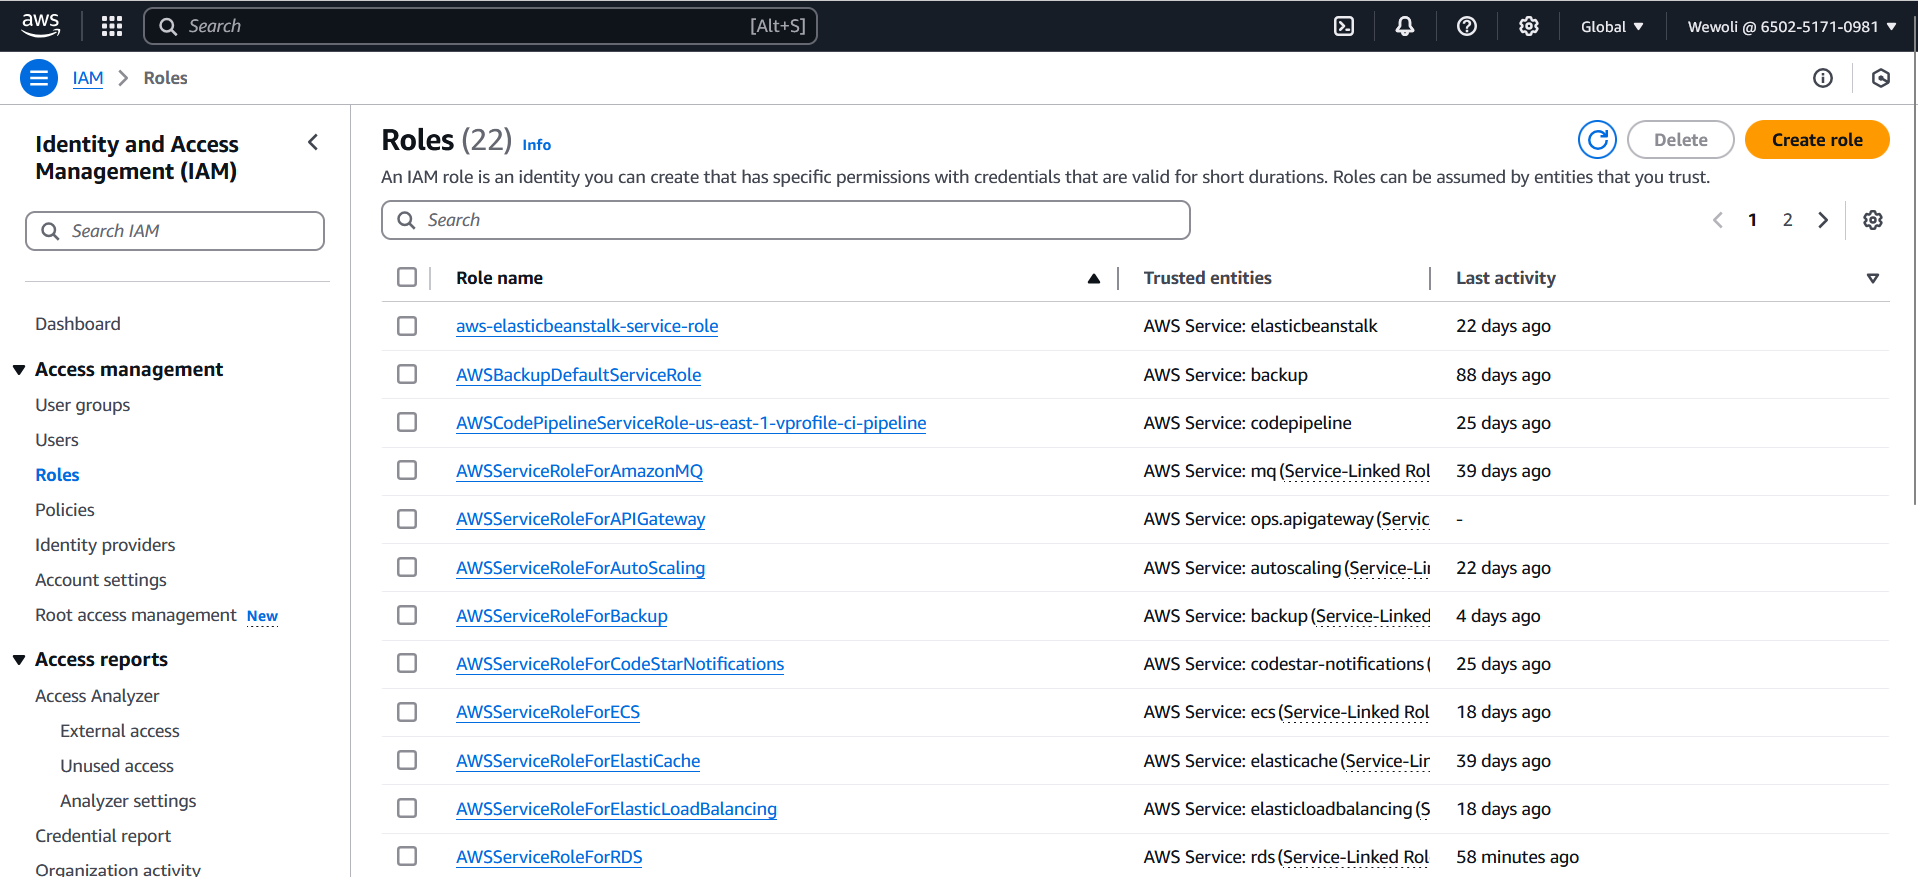 aws
Search [Alt+S]
Global
Wewoli @ 6502-5171-0981
IAM
Roles
Identity and Access
Management (IAM)
Search IAM
Dashboard
Access management
User groups
Users
Roles
Policies
Identity providers
Account settings
Root access management New
Access reports
Access Analyzer
External access
Unused access
Analyzer settings
Credential report
Organization activity
Roles (22) Info
Delete
Create role
An IAM role is an identity you can create that has specific permissions with credentials that are valid for short durations. Roles can be assumed by entities that you trust.
Search
1 2
Role name Trusted entities Last activity
aws-elasticbeanstalk-service-role AWS Service: elasticbeanstalk 22 days ago
AWSBackupDefaultServiceRole AWS Service: backup 88 days ago
AWSCodePipelineServiceRole-us-east-1-vprofile-ci-pipeline AWS Service: codepipeline 25 days ago
AWSServiceRoleForAmazonMQ AWS Service: mq (Service-Linked Rol 39 days ago
AWSServiceRoleForAPIGateway AWS Service: ops.apigateway (Servic -
AWSServiceRoleForAutoScaling AWS Service: autoscaling (Service-Li 22 days ago
AWSServiceRoleForBackup AWS Service: backup (Service-Linked 4 days ago
AWSServiceRoleForCodeStarNotifications AWS Service: codestar-notifications ( 25 days ago
AWSServiceRoleForECS AWS Service: ecs (Service-Linked Rol 18 days ago
AWSServiceRoleForElastiCache AWS Service: elasticache (Service-Lin 39 days ago
AWSServiceRoleForElasticLoadBalancing AWS Service: elasticloadbalancing (S 18 days ago
AWSServiceRoleForRDS AWS Service: rds (Service-Linked Rol 58 minutes ago